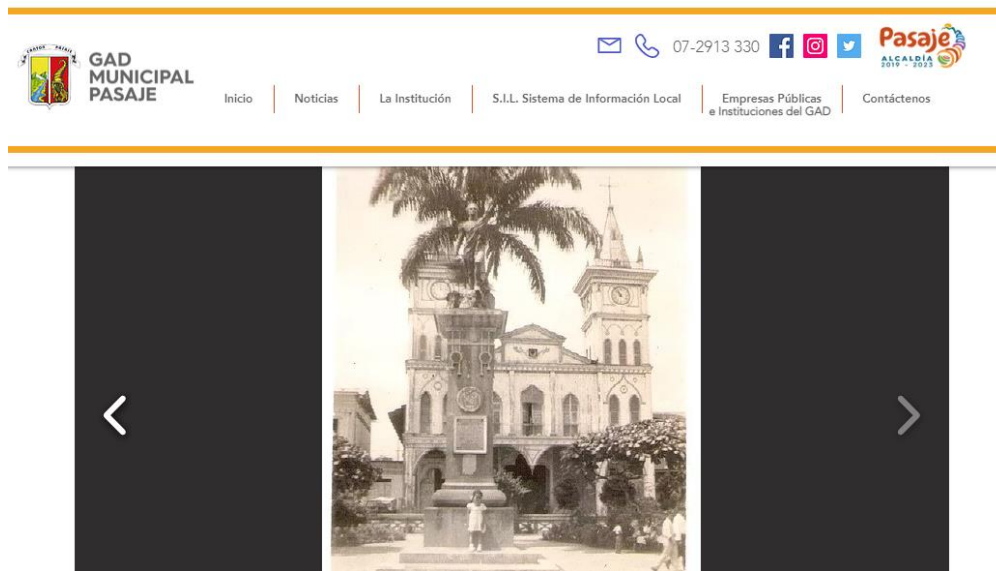 GAD
MUNICIPAL
PASAJE
07-2913 330
Pasaje
ALCALDÍA
2019 - 2023
Inicio
Noticias
La Institución
S.I.L. Sistema de Información Local
Empresas Públicas
e Instituciones del GAD
Contáctenos